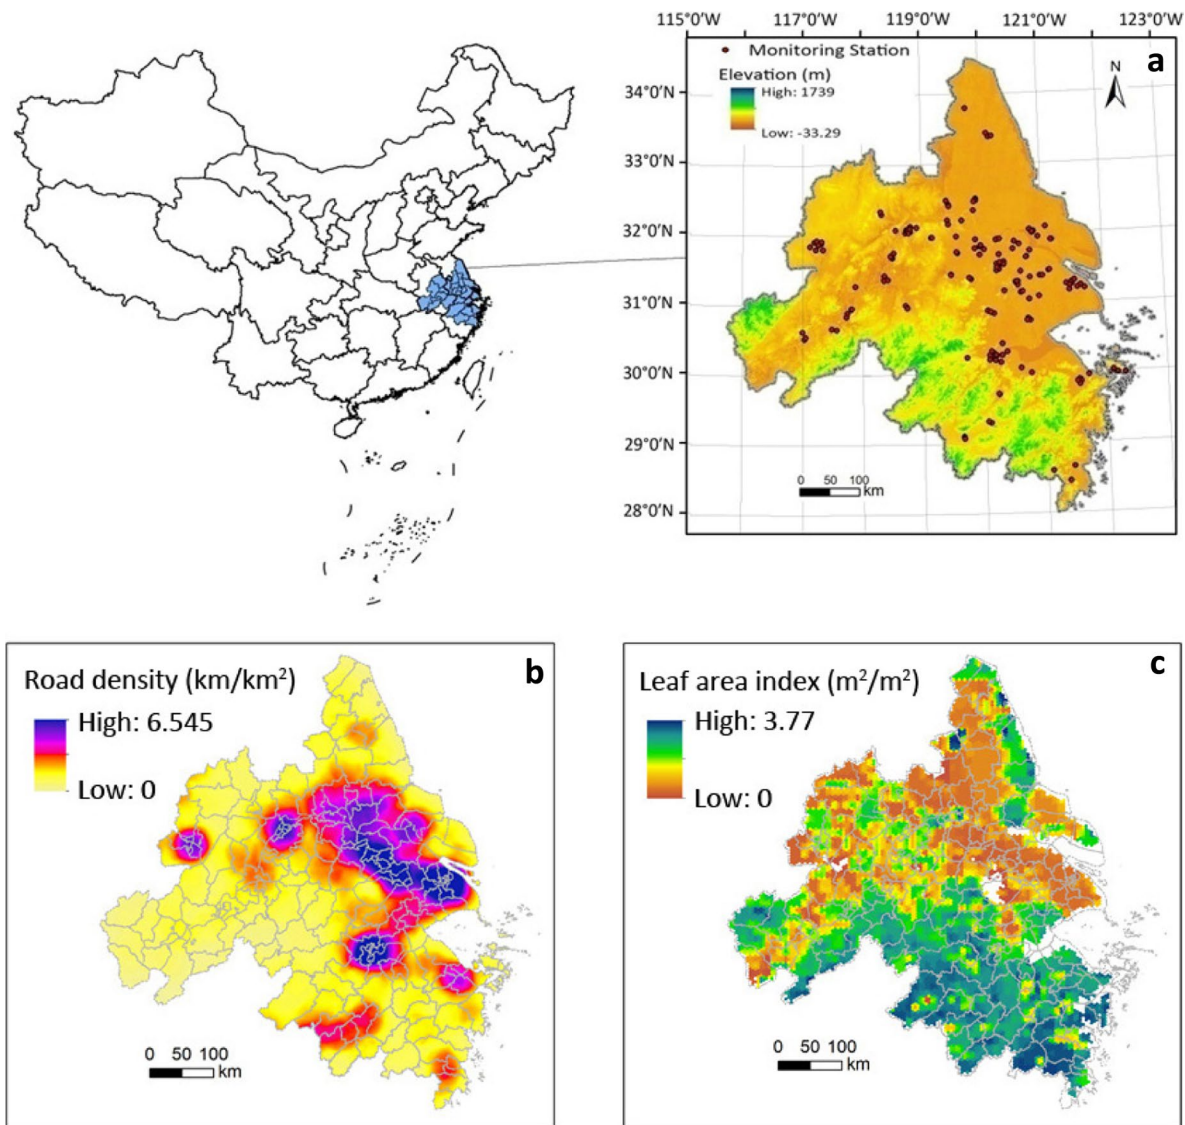 115°0'W 117°0'W 119°0'W 121°0'W 123°0'W
a
Monitoring Station
Elevation (m)
High: 1739
Low: -33.29
N
34°0'N
33°0'N
32°0'N
31°0'N
30°0'N
29°0'N
28°0'N
0 50 100
km
b
Road density (km/km²)
High: 6.545
Low: 0
0 50 100
km
c
Leaf area index (m²/m²)
High: 3.77
Low: 0
0 50 100
km